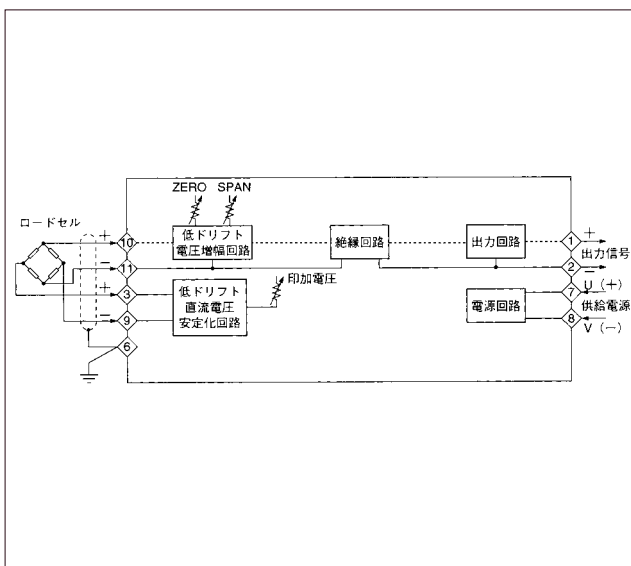 ZERO SPAN
ロードセル
+
10
低ドリフト
電圧増幅回路
絶縁回路
出力回路
1
+
出力信号
−
11
2
−
+
3
低ドリフト
直流電圧
安定化回路
印加電圧
電源回路
7
U (+)
供給電源
−
9
8
V (−)
6